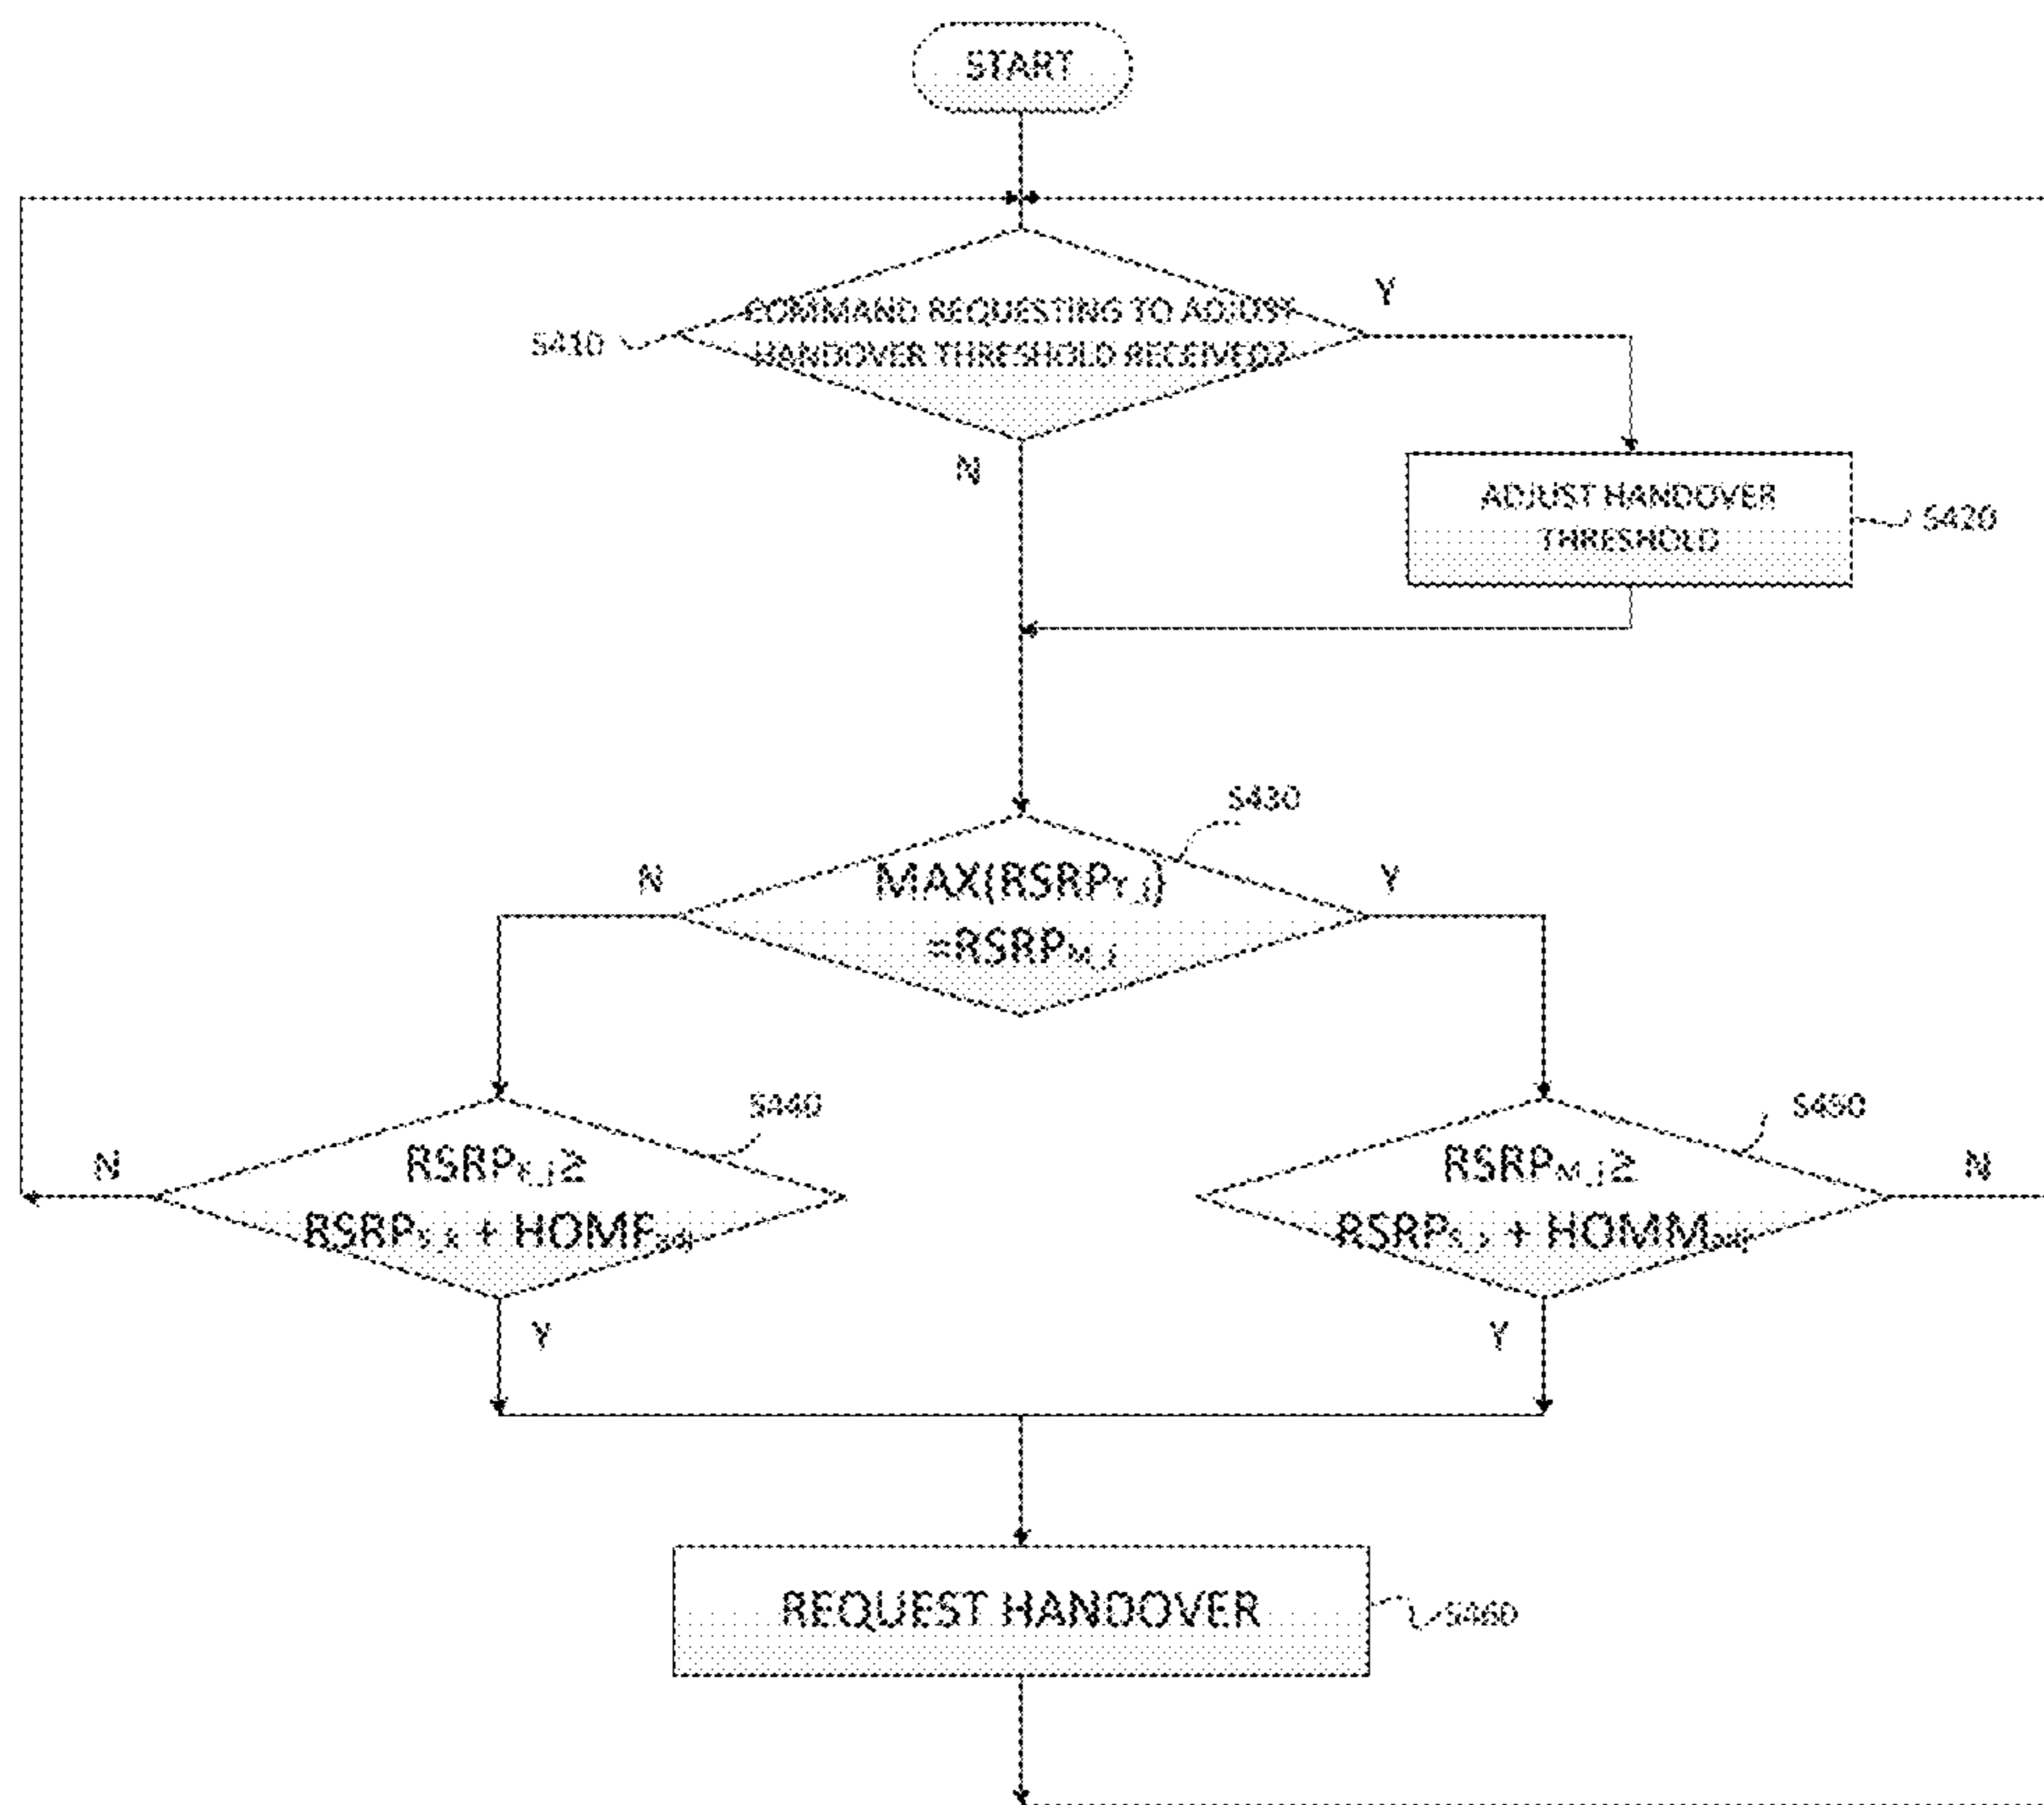 START
COMMAND REQUESTING TO ADJUST
HANDOVER THRESHOLD RECEIVED?
Y
S410
N
ADJUST HANDOVER
THRESHOLD
S420
S430
N
MAX(RSRP
Y
=RSRP
S440
S450
N
RSRP ≥
RSRP + HOMF
RSRP ≥
RSRP + HOMM
N
Y
Y
REQUEST HANDOVER
S460